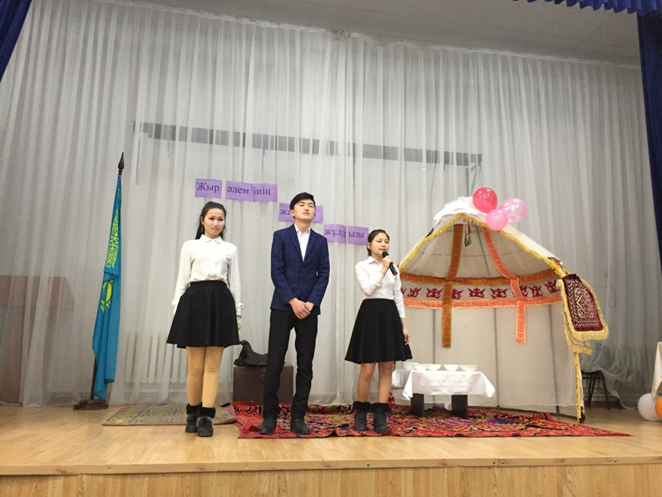 Жыр әлемінің
жұлдызы